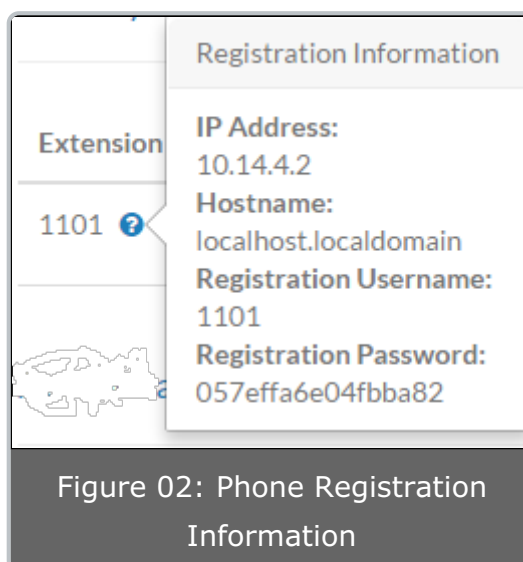 Registration Information
Extension
IP Address:
10.14.4.2
Hostname:
1101
localhost.localdomain
Registration Username:
1101
Registration Password:
057effa6e04fbba82
Figure 02: Phone Registration
Information